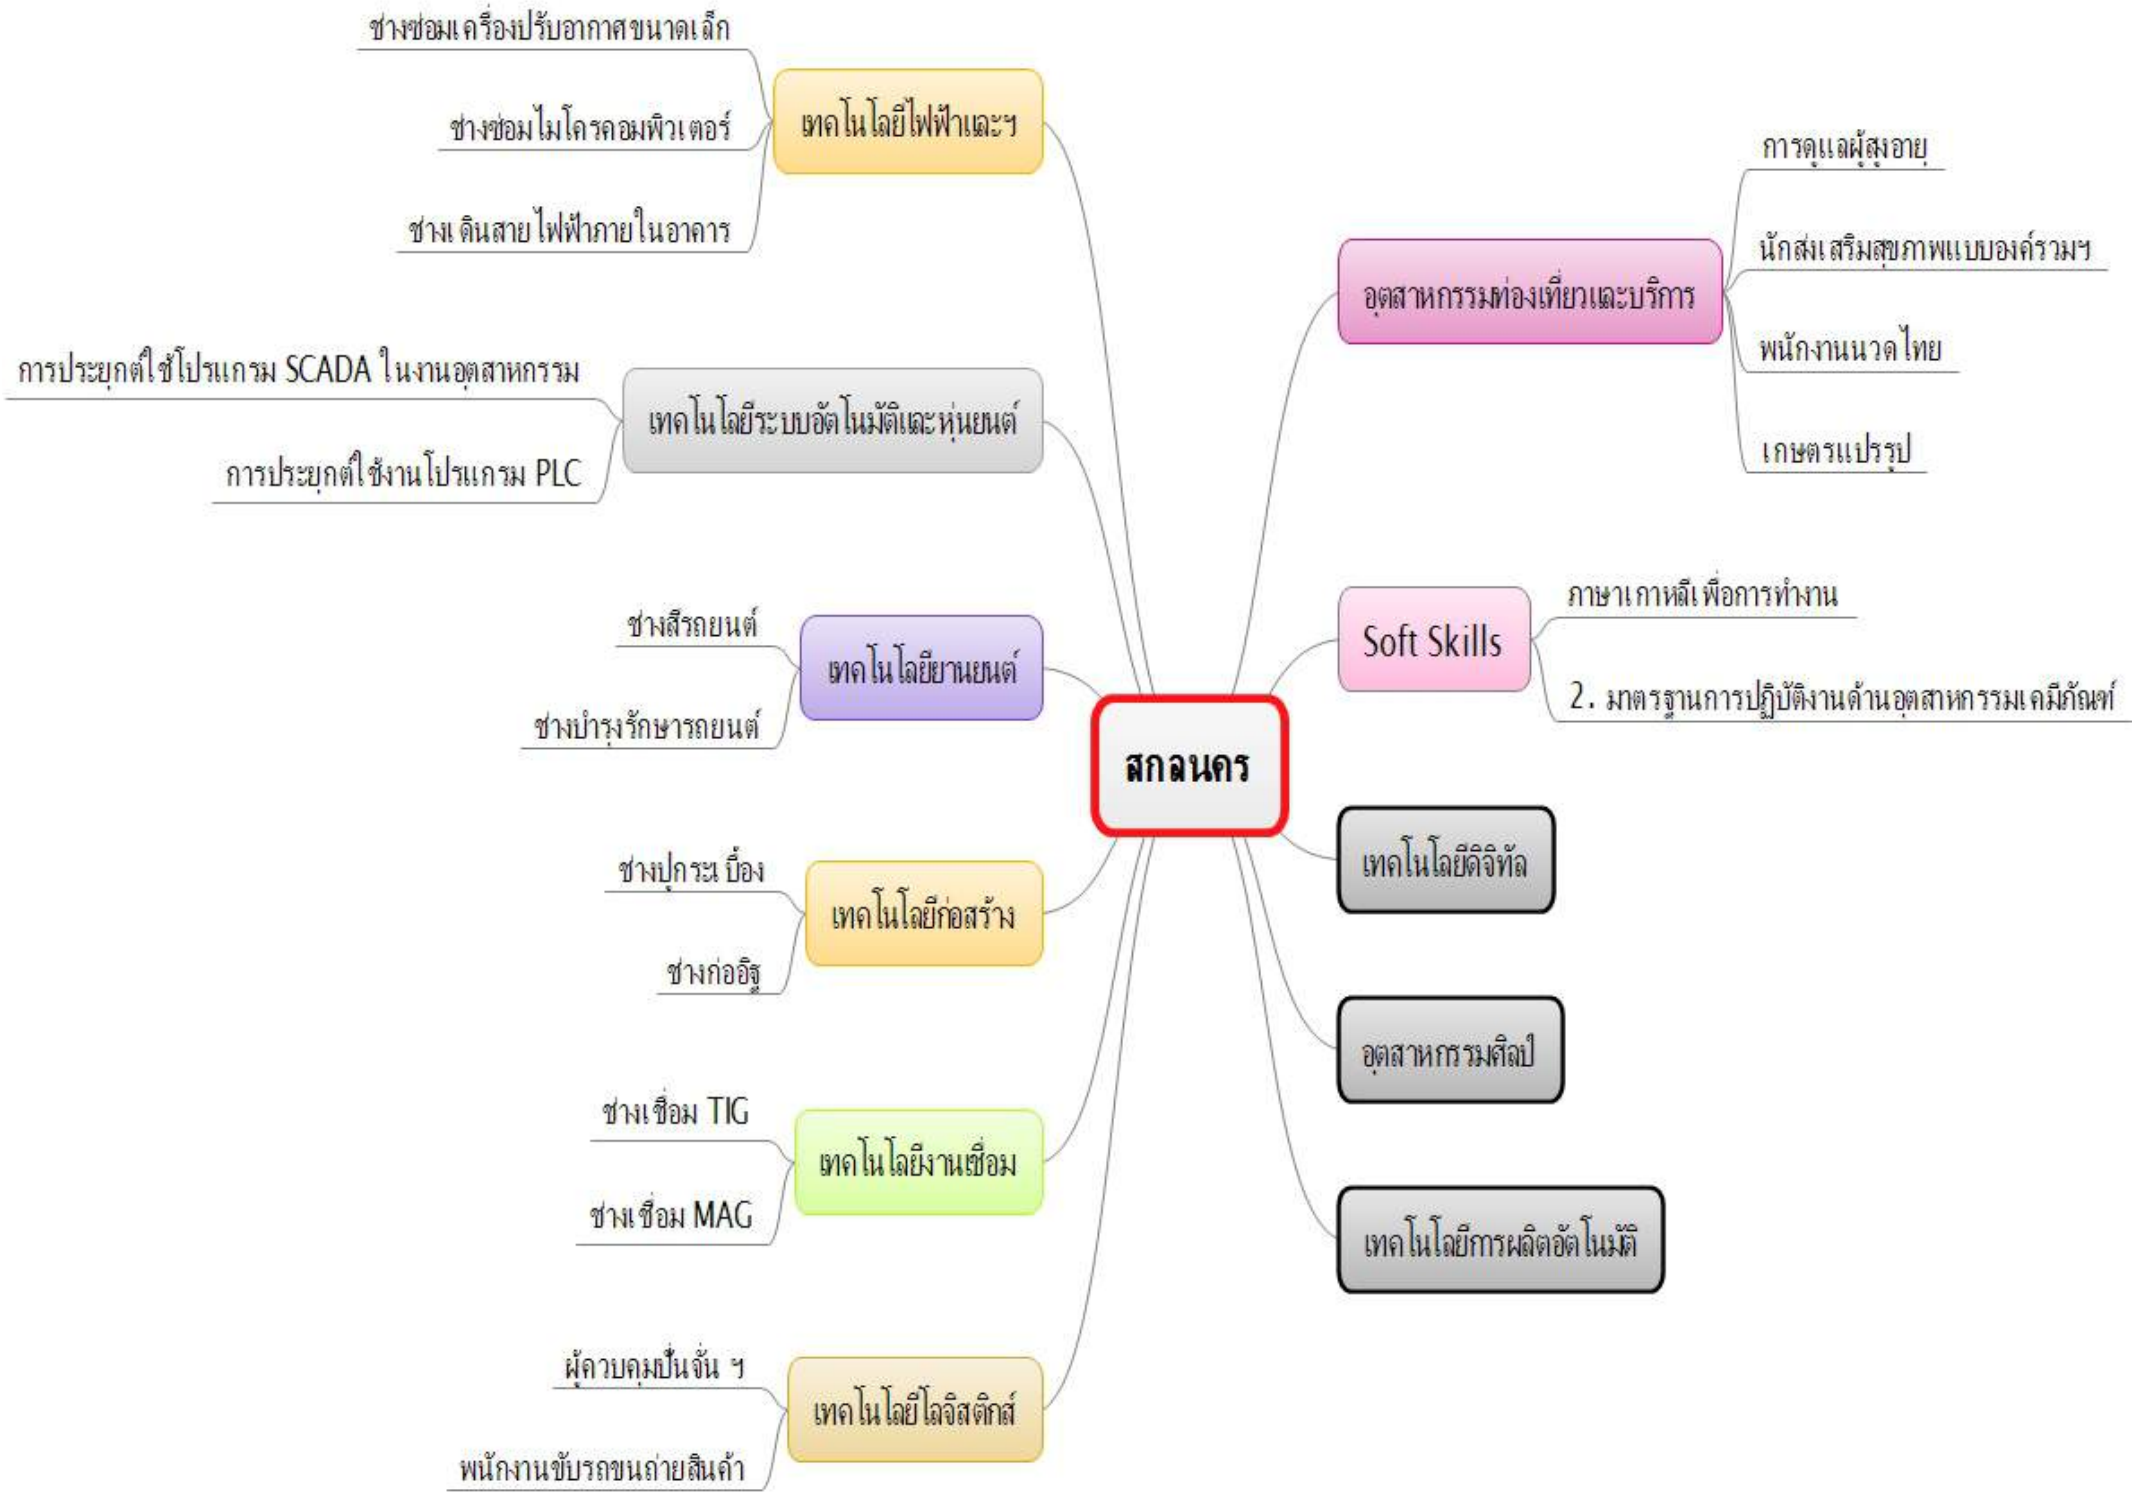 ช่างซ่อมเครื่องปรับอากาศขนาดเล็ก
ช่างซ่อมไมโครคอมพิวเตอร์
ช่างเดินสายไฟฟ้าภายในอาคาร
เทคโนโลยีไฟฟ้าและฯ
การประยุกต์ใช้โปรแกรม SCADA ในงานอุตสาหกรรม
การประยุกต์ใช้งานโปรแกรม PLC
เทคโนโลยีระบบอัตโนมัติและหุ่นยนต์
ช่างสีรถยนต์
ช่างบำรุงรักษารถยนต์
เทคโนโลยียานยนต์
ช่างปูกระเบื้อง
ช่างก่ออิฐ
เทคโนโลยีก่อสร้าง
ช่างเชื่อม TIG
ช่างเชื่อม MAG
เทคโนโลยีงานเชื่อม
ผู้ควบคุมปั้นจั่น ฯ
พนักงานขับรถขนถ่ายสินค้า
เทคโนโลยีโลจิสติกส์
สกลนคร
อุตสาหกรรมท่องเที่ยวและบริการ
การดูแลผู้สูงอายุ
นักส่งเสริมสุขภาพแบบองค์รวมฯ
พนักงานนวดไทย
เกษตรแปรรูป
Soft Skills
ภาษาเกาหลีเพื่อการทำงาน
2. มาตรฐานการปฏิบัติงานด้านอุตสาหกรรมเคมีภัณฑ์
เทคโนโลยีดิจิทัล
อุตสาหกรรมศิลป์
เทคโนโลยีการผลิตอัตโนมัติ